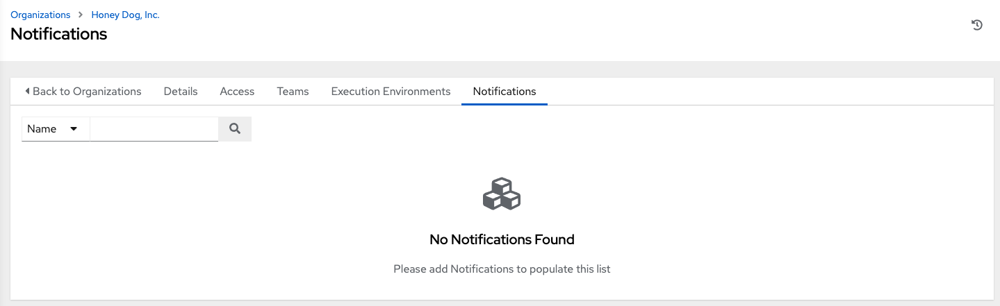 Organizations > Honey Dog, Inc.
Notifications
Back to Organizations Details Access Teams Execution Environments Notifications
Name
No Notifications Found
Please add Notifications to populate this list